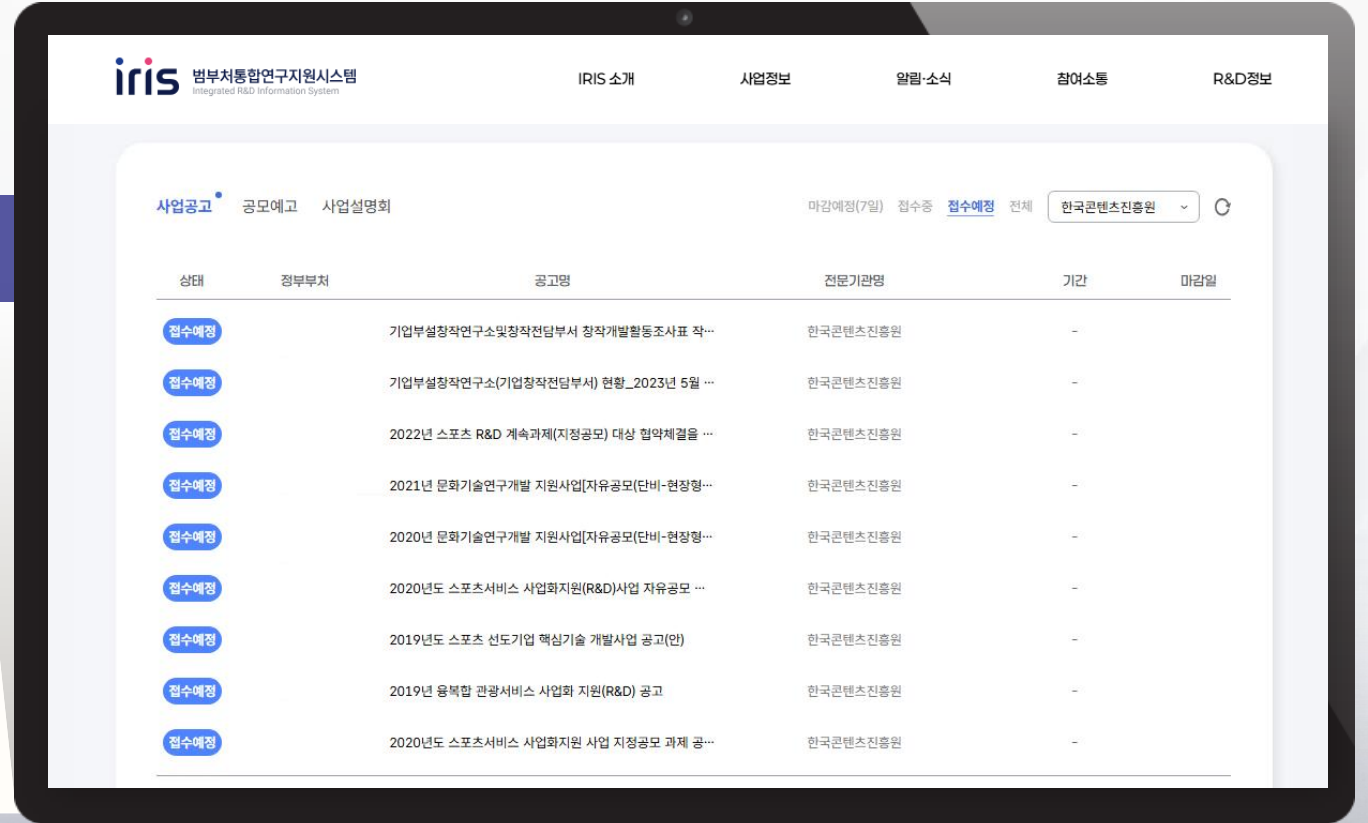 iris 범부처통합연구지원시스템
Integrated R&D Information System
IRIS 소개 사업정보 알림·소식 참여소통 R&D정보
사업공고 공모예고 사업설명회 마감예정(7일) 접수중 접수예정 전체 한국콘텐츠진흥원
상태 정부부처 공고명 전문기관명 기간 마감일
접수예정 기업부설창작연구소및창작전담부서 창작개발활동조사표 작… 한국콘텐츠진흥원 -
접수예정 기업부설창작연구소(기업창작전담부서) 현황_2023년 5월 … 한국콘텐츠진흥원 -
접수예정 2022년 스포츠 R&D 계속과제(지정공모) 대상 협약체결을 … 한국콘텐츠진흥원 -
접수예정 2021년 문화기술연구개발 지원사업[자유공모(단비-현장형… 한국콘텐츠진흥원 -
접수예정 2020년 문화기술연구개발 지원사업[자유공모(단비-현장형… 한국콘텐츠진흥원 -
접수예정 2020년도 스포츠서비스 사업화지원(R&D)사업 자유공모 … 한국콘텐츠진흥원 -
접수예정 2019년도 스포츠 선도기업 핵심기술 개발사업 공고(안) 한국콘텐츠진흥원 -
접수예정 2019년 융복합 관광서비스 사업화 지원(R&D) 공고 한국콘텐츠진흥원 -
접수예정 2020년도 스포츠서비스 사업화지원 사업 지정공모 과제 공… 한국콘텐츠진흥원 -